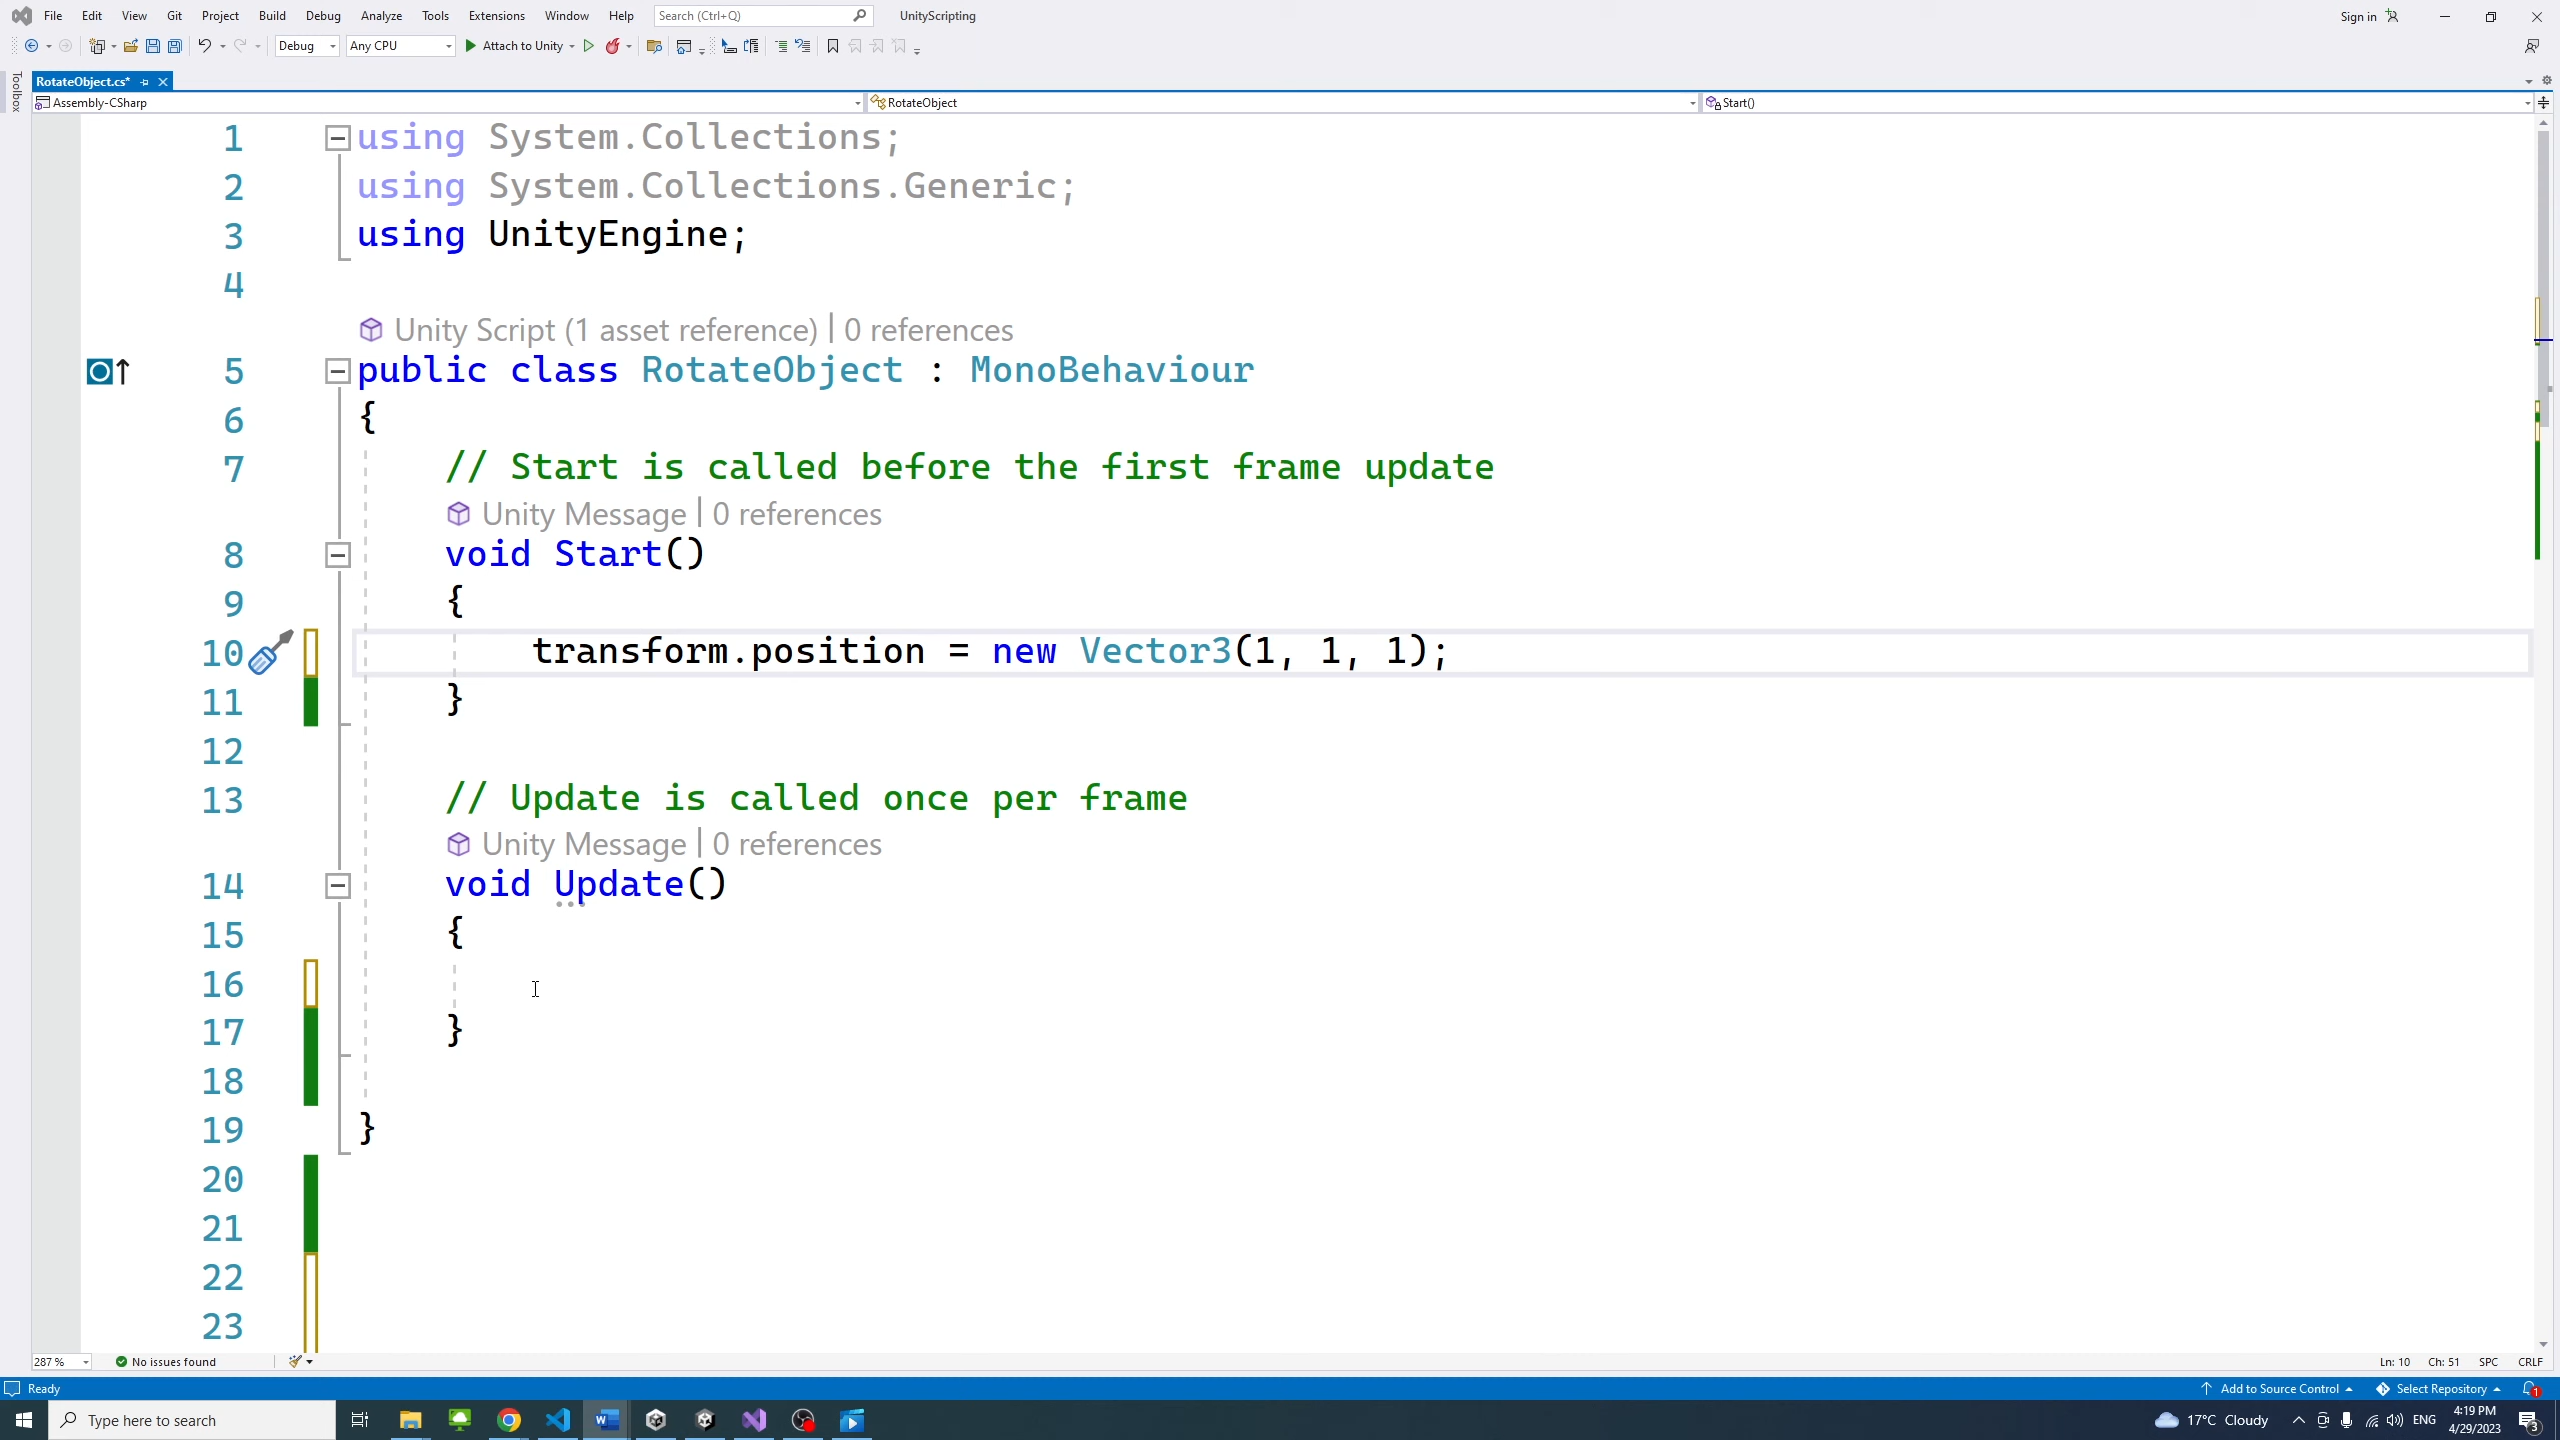 File Edit View Git Project Build Debug Analyze Tools Extensions Window Help Search (Ctrl+Q) UnityScripting Sign in
Debug Any CPU Attach to Unity
Toolbox
RotateObject.cs*
Assembly-CSharp RotateObject Start()
1 using System.Collections;
2 using System.Collections.Generic;
3 using UnityEngine;
4
Unity Script (1 asset reference) | 0 references
5 public class RotateObject : MonoBehaviour
6 {
7 // Start is called before the first frame update
Unity Message | 0 references
8 void Start()
9 {
10 transform.position = new Vector3(1, 1, 1);
11 }
12
13 // Update is called once per frame
Unity Message | 0 references
14 void Update()
15 {
16
17 }
18
19 }
20
21
22
23
287 % No issues found Ln: 10 Ch: 51 SPC CRLF
Ready Add to Source Control Select Repository 1
Type here to search 17°C Cloudy ENG 4:19 PM
4/29/2023 3